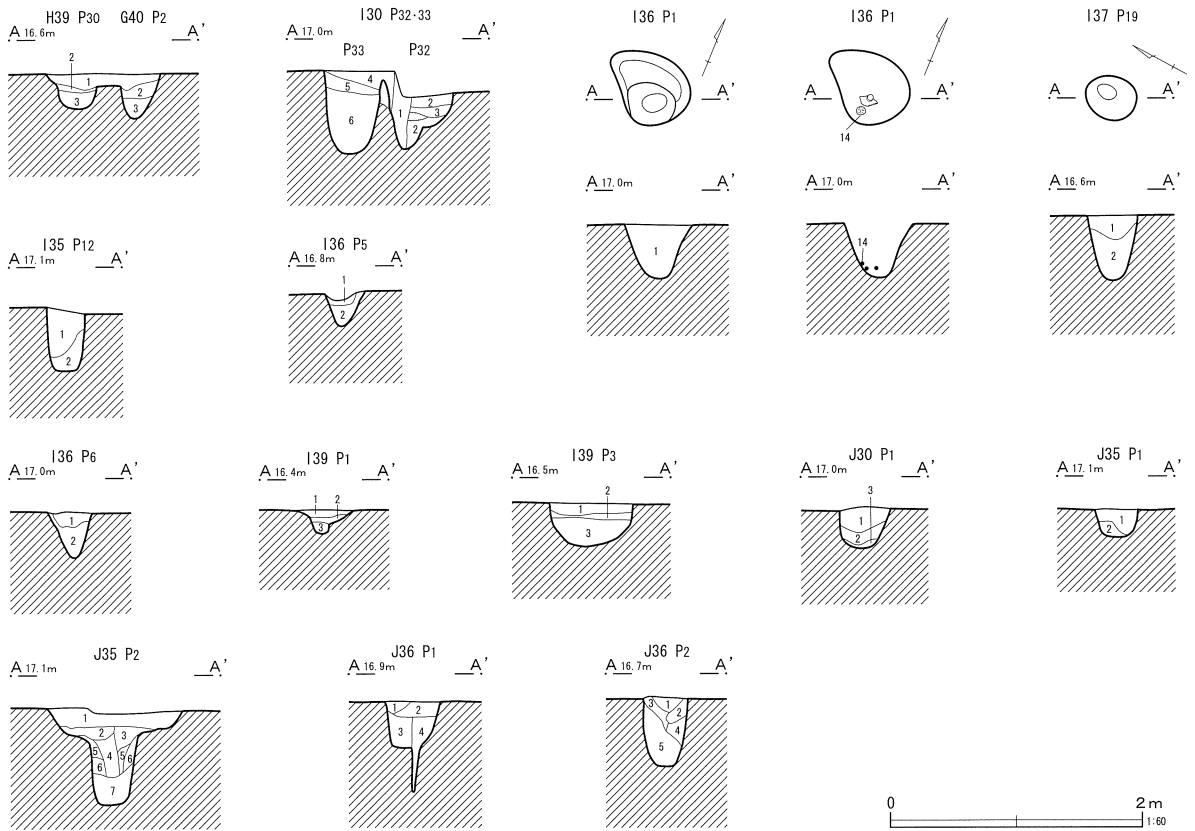 H39 P30 G40 P2
A 16.6m A'
2
1
3
2
3
I30 P32・33
A 17.0m A'
P33 P32
4
5
6
1
2
3
2
I36 P1
A A'
A 17.0m A'
1
I36 P1
A A'
14
A 17.0m A'
14
I37 P19
A A'
A 16.6m A'
1
2
I35 P12
A 17.1m A'
1
2
I36 P5
A 16.8m A'
1
2
I36 P6
A 17.0m A'
1
2
I39 P1
A 16.4m A'
1 2
3
I39 P3
A 16.5m A'
2
1
3
J30 P1
A 17.0m A'
3
1
2
J35 P1
A 17.1m A'
1
2
J35 P2
A 17.1m A'
1
2 3
5 4 5 6
6
7
J36 P1
A 16.9m A'
1 2
3 4
J36 P2
A 16.7m A'
3 1
2
4
5
0 2m
1:60